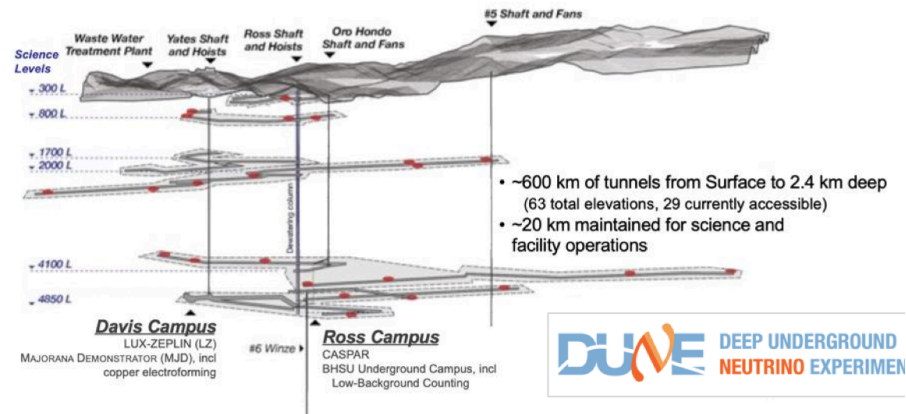 #5 Shaft and Fans
Waste Water
Treatment Plant
Yates Shaft
and Hoists
Ross Shaft
and Hoists
Oro Hondo
Shaft and Fans
Science
Levels
300 L
800 L
1700 L
2000 L
Dewatering column
• ~600 km of tunnels from Surface to 2.4 km deep
(63 total elevations, 29 currently accessible)
• ~20 km maintained for science and
facility operations
4100 L
4850 L
Davis Campus
LUX-ZEPLIN (LZ)
MAJORANA DEMONSTRATOR (MJD), incl
copper electroforming
#6 Winze
Ross Campus
CASPAR
BHSU Underground Campus, incl
Low-Background Counting
DUNE
DEEP UNDERGROUND
NEUTRINO EXPERIMEN